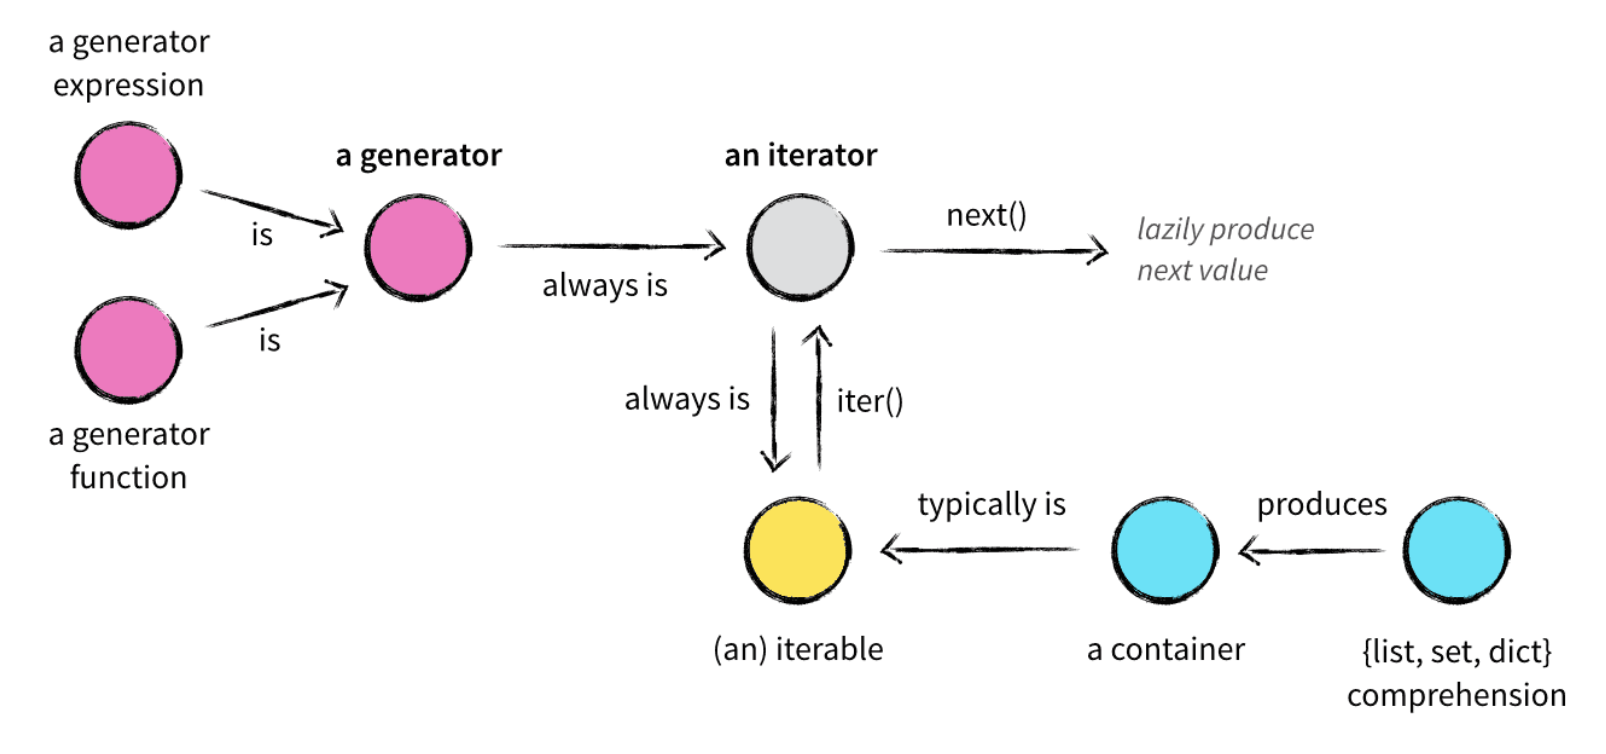 a generator
expression
a generator
an iterator
next()
lazily produce
next value
is
always is
is
always is
iter()
a generator
function
typically is
produces
(an) iterable
a container
{list, set, dict}
comprehension